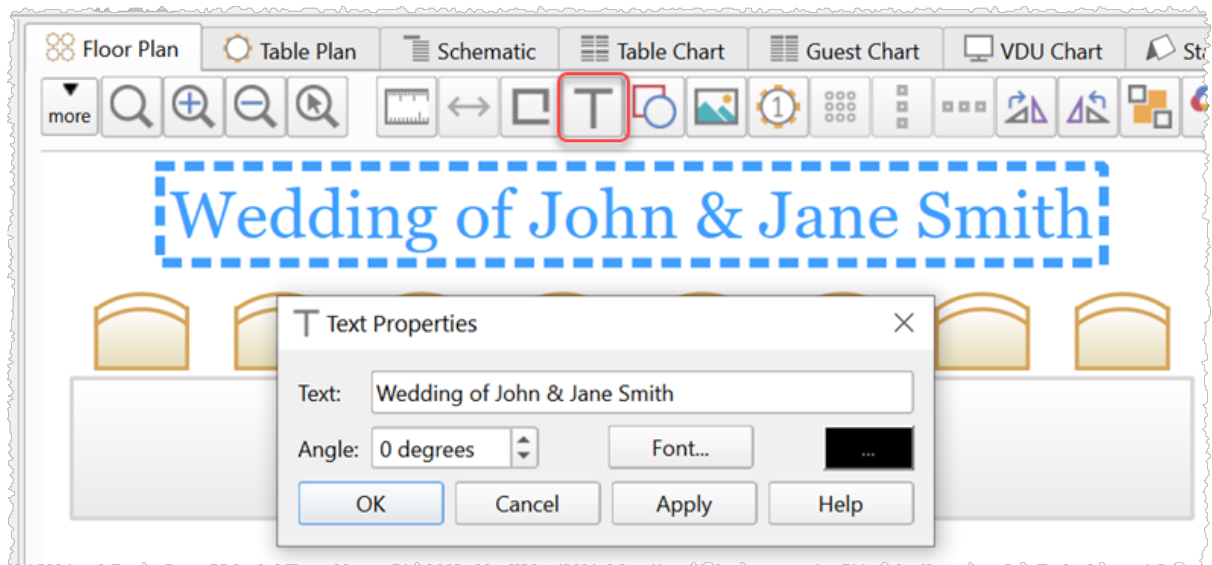 Floor Plan
Table Plan
Schematic
Table Chart
Guest Chart
VDU Chart
more
1
Wedding of John & Jane Smith
Text Properties
Text: Wedding of John & Jane Smith
Angle: 0 degrees Font... ...
OK Cancel Apply Help